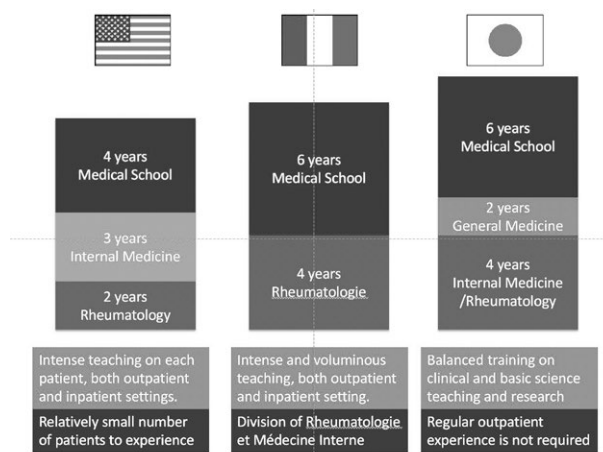 4 years
Medical School
3 years
Internal Medicine
2 years
Rheumatology
Intense teaching on each
patient, both outpatient
and inpatient settings.
Relatively small number
of patients to experience
6 years
Medical School
4 years
Rheumatologie
Intense and voluminous
teaching, both outpatient
and inpatient setting.
Division of Rheumatologie
et Médecine Interne
6 years
Medical School
2 years
General Medicine
4 years
Internal Medicine
/Rheumatology
Balanced training on
clinical and basic science
teaching and research
Regular outpatient
experience is not required